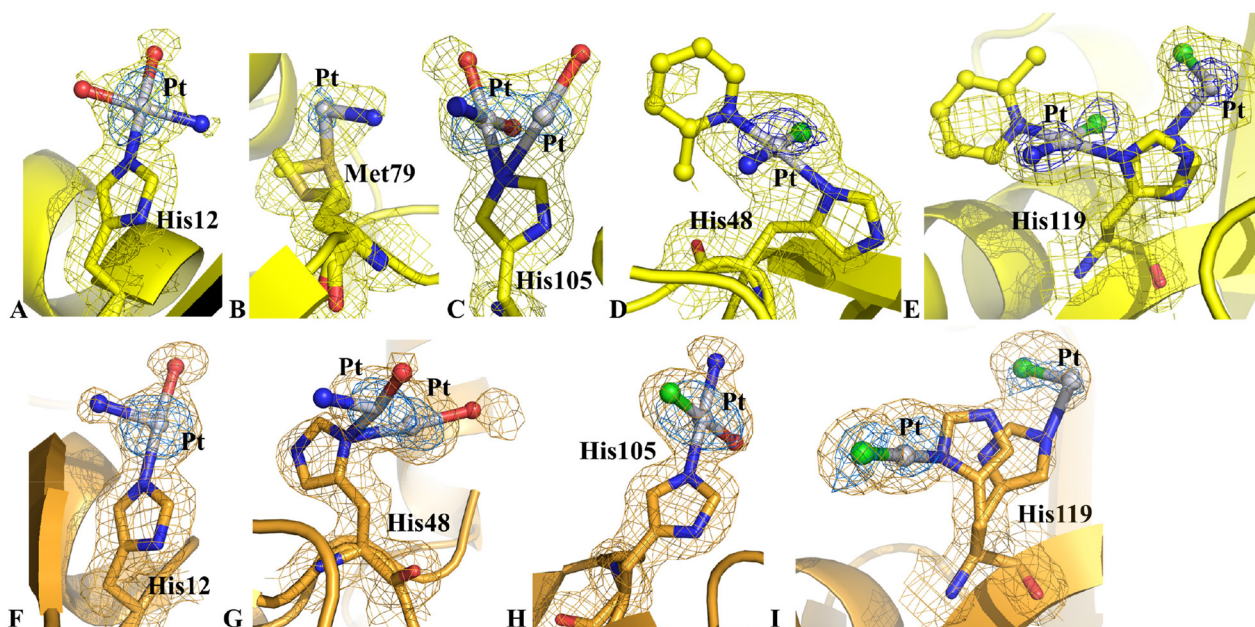 Pt
His12
A
Pt
Met79
B
Pt
Pt
His105
C
Pt
His48
D
Pt
Pt
His119
E
Pt
His12
F
Pt
Pt
His48
G
Pt
His105
H
Pt
Pt
His119
I